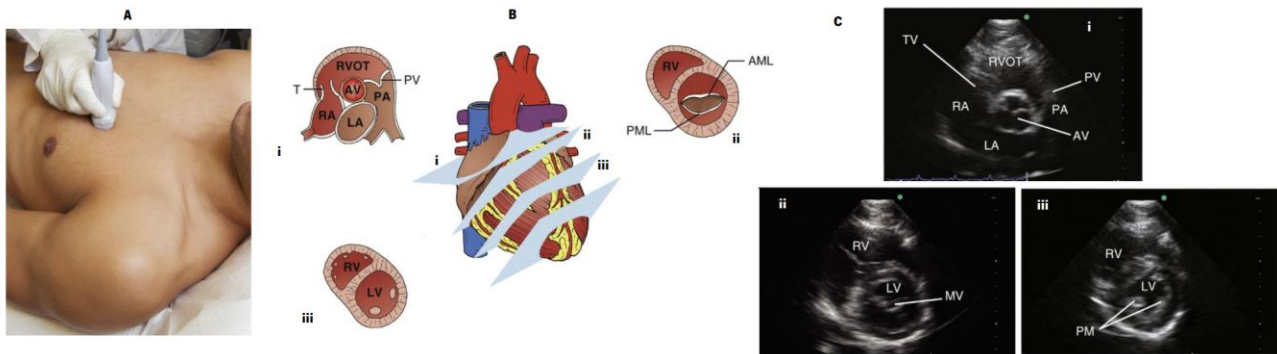 A
B
C
RVOT
T
AV
PV
RA
LA
PA
i
i
ii
iii
RV
AML
PML
ii
RV
LV
iii
i
TV
RVOT
PV
RA
PA
AV
LA
ii
RV
LV
MV
iii
RV
LV
PM